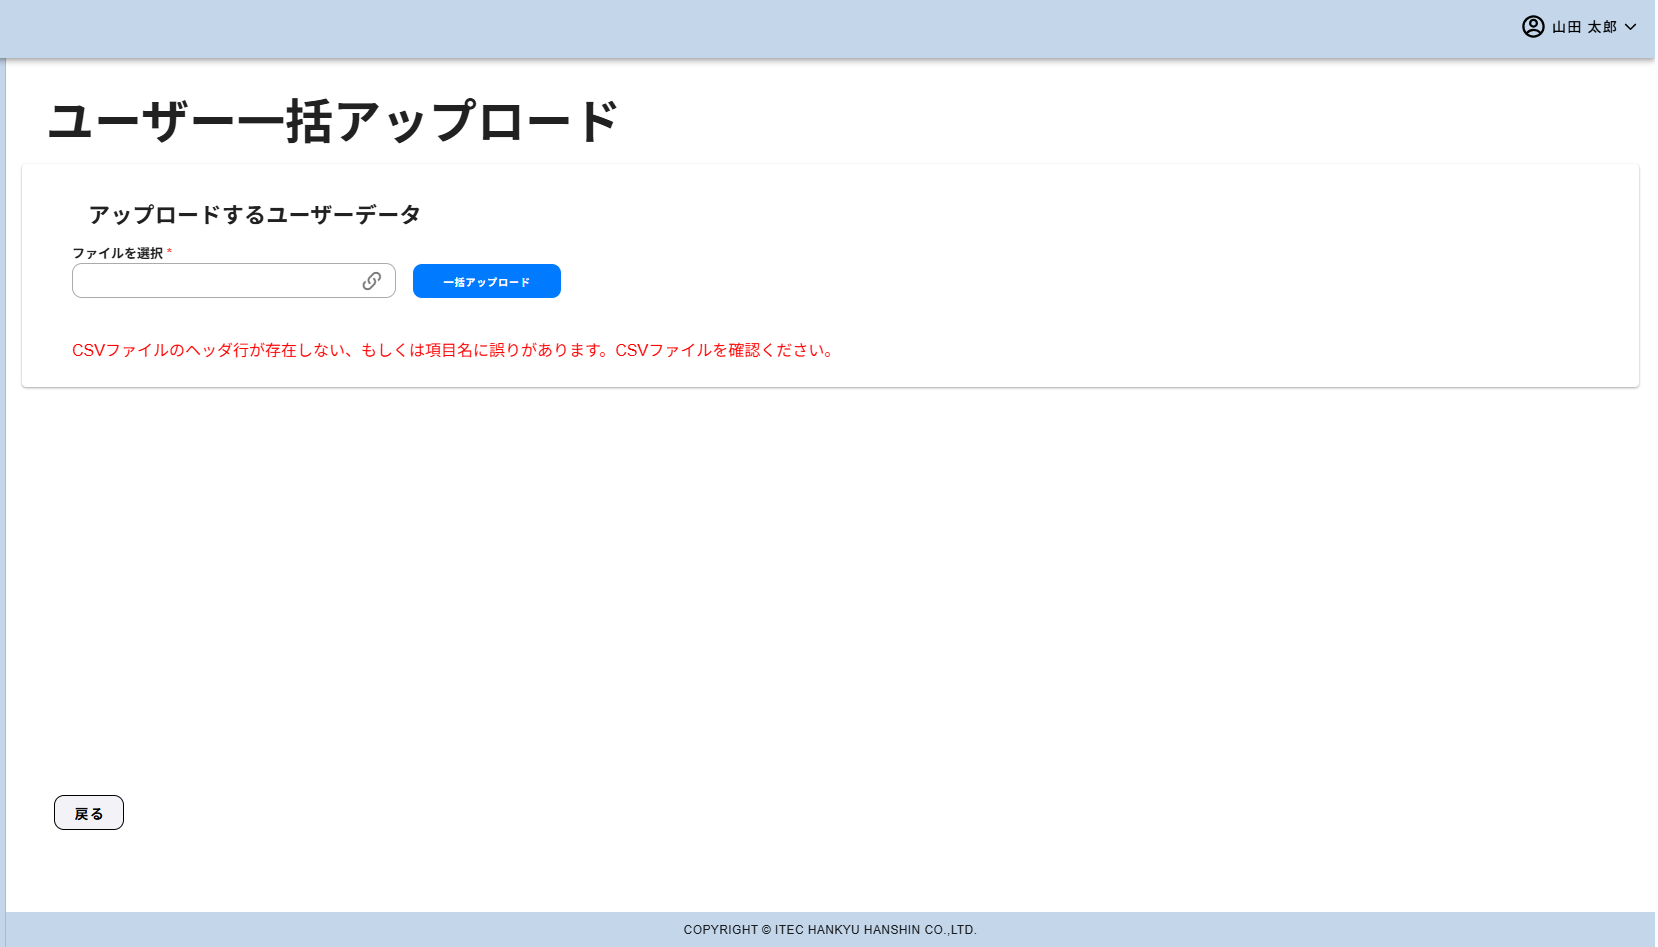 山田 太郎
ユーザー一括アップロード
アップロードするユーザーデータ
ファイルを選択 *
一括アップロード
CSVファイルのヘッダ行が存在しない、もしくは項目名に誤りがあります。CSVファイルを確認ください。
戻る
COPYRIGHT © ITEC HANKYU HANSHIN CO.,LTD.